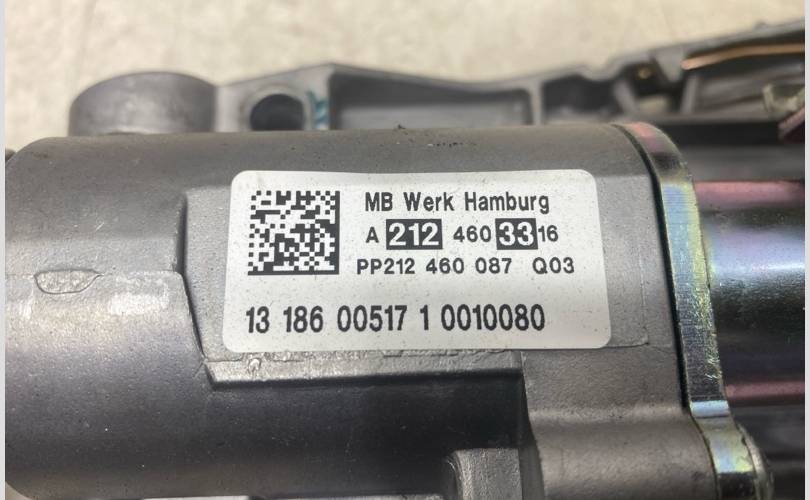 MB Werk Hamburg
A 212 460 33 16
PP212 460 087 Q03
13 186 00517 1 0010080